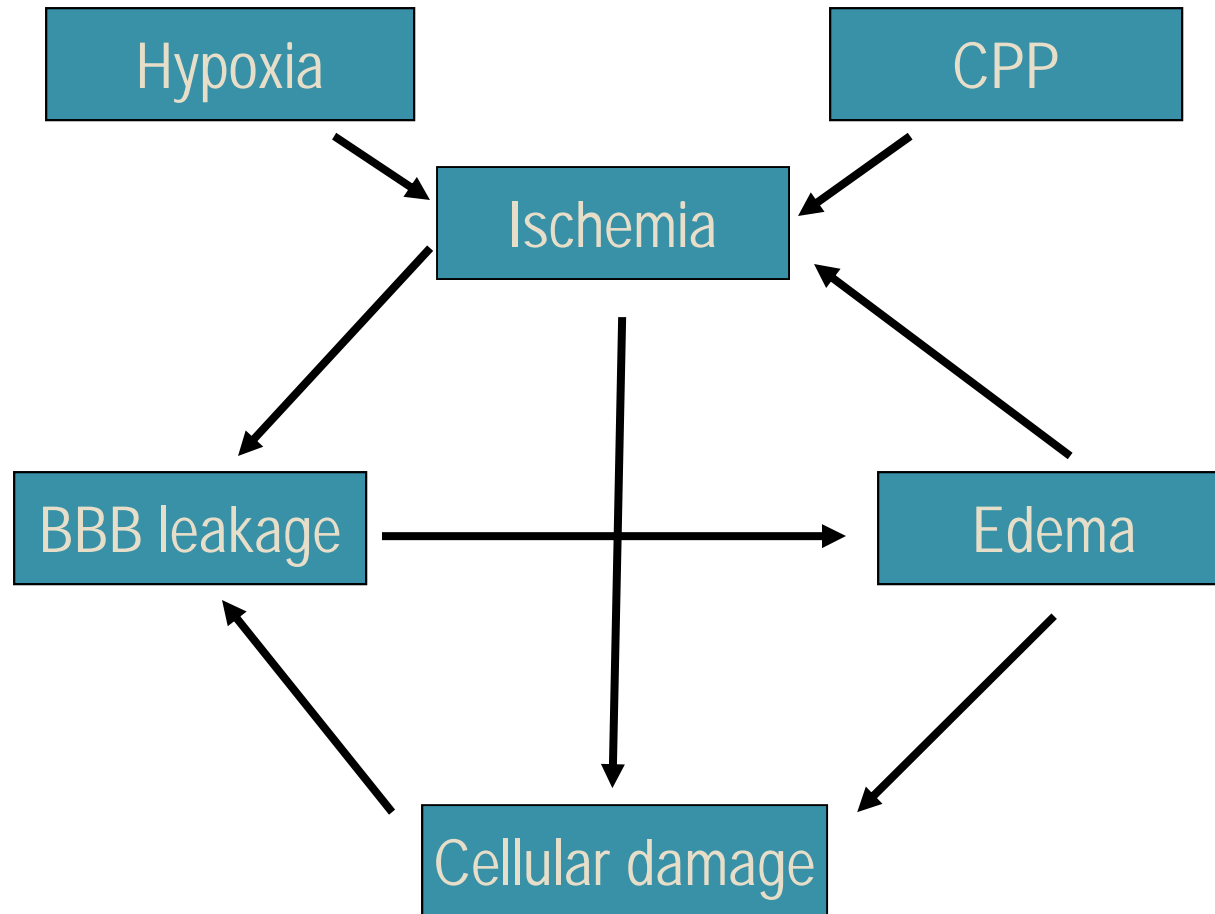 Hypoxia
CPP
Ischemia
BBB leakage
Edema
Cellular damage